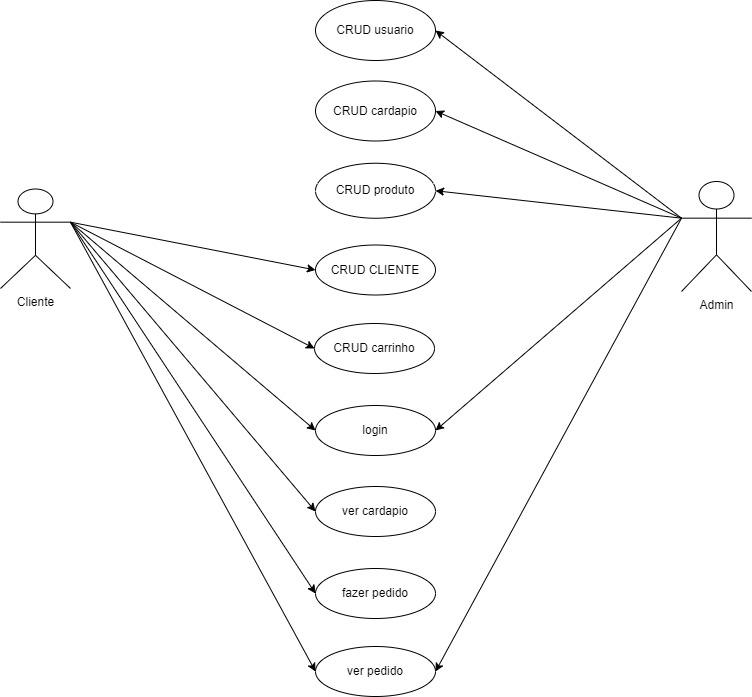 CRUD usuario
CRUD cardapio
CRUD produto
CRUD CLIENTE
Cliente
Admin
CRUD carrinho
login
ver cardapio
fazer pedido
ver pedido